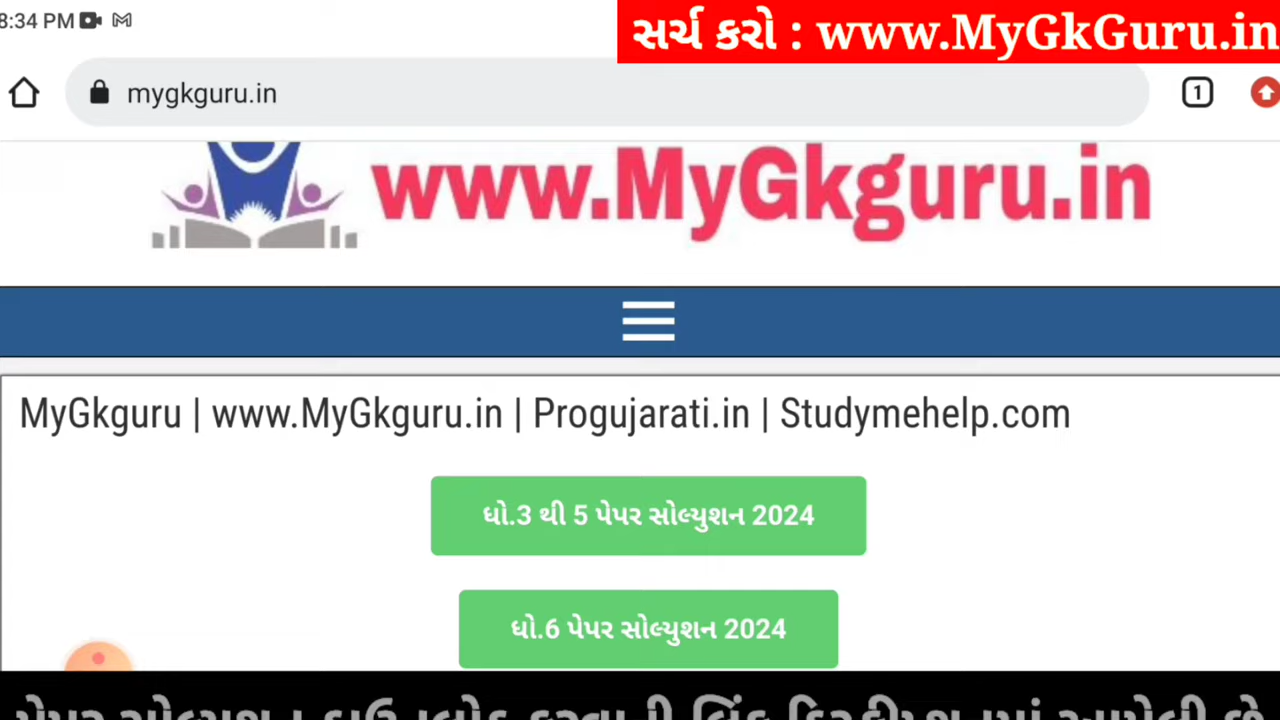 8:34 PM
સર્ચ કરો : www.MyGkGuru.in
mygkguru.in
1
www.MyGkguru.in
MyGkguru | www.MyGkguru.in | Progujarati.in | Studymehelp.com
ધો.3 થી 5 પેપર સોલ્યુશન 2024
ધો.6 પેપર સોલ્યુશન 2024